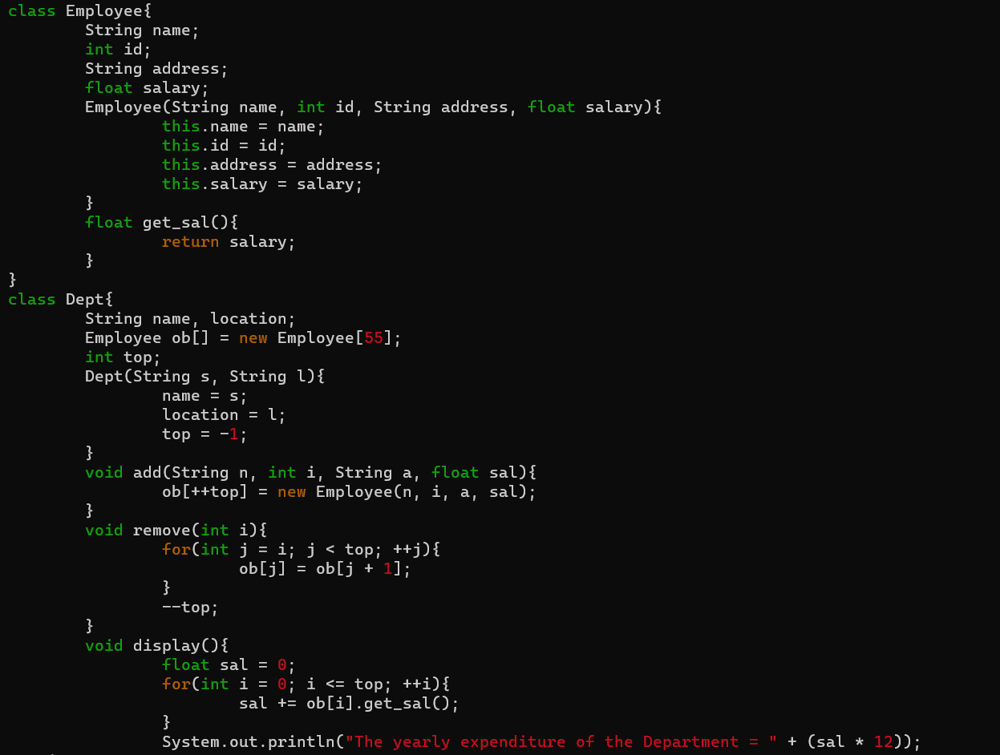 class Employee{
        String name;
        int id;
        String address;
        float salary;
        Employee(String name, int id, String address, float salary){
                this.name = name;
                this.id = id;
                this.address = address;
                this.salary = salary;
        }
        float get_sal(){
                return salary;
        }
}
class Dept{
        String name, location;
        Employee ob[] = new Employee[55];
        int top;
        Dept(String s, String l){
                name = s;
                location = l;
                top = -1;
        }
        void add(String n, int i, String a, float sal){
                ob[++top] = new Employee(n, i, a, sal);
        }
        void remove(int i){
                for(int j = i; j < top; ++j){
                        ob[j] = ob[j + 1];
                }
                --top;
        }
        void display(){
                float sal = 0;
                for(int i = 0; i <= top; ++i){
                        sal += ob[i].get_sal();
                }
                System.out.println("The yearly expenditure of the Department = " + (sal * 12));